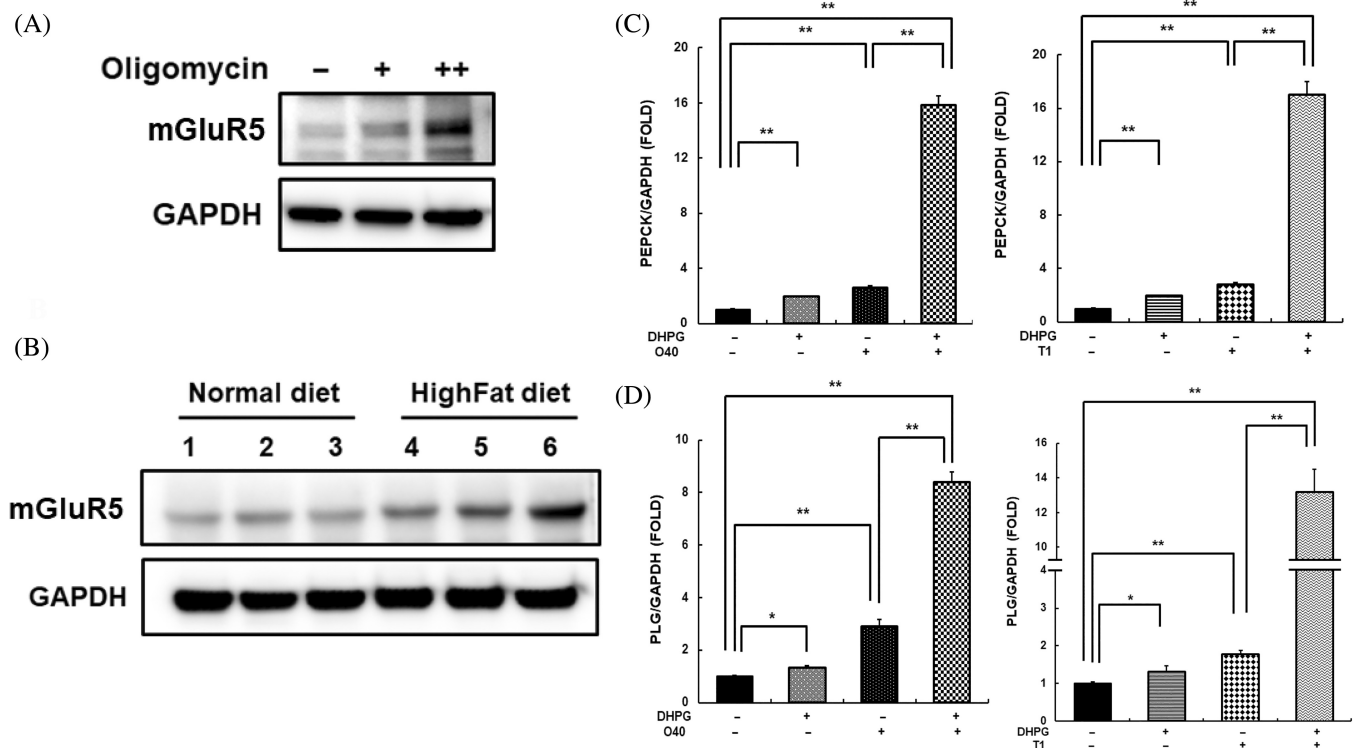 (A)
Oligomycin – + ++
mGluR5
GAPDH
(B)
Normal diet HighFat diet
1 2 3 4 5 6
mGluR5
GAPDH
(C)
**
**
**
**
PEPCK/GAPDH (FOLD)
20
16
12
8
4
0
DHPG – + – +
O40 – – + +
**
**
**
**
PEPCK/GAPDH (FOLD)
20
16
12
8
4
0
DHPG – + – +
T1 – – + +
(D)
**
**
**
*
PLG/GAPDH (FOLD)
10
8
6
4
2
0
DHPG – + – +
O40 – – + +
**
**
**
*
PLG/GAPDH (FOLD)
16
14
12
10
4
3
2
1
0
DHPG – + – +
T1 – – + +